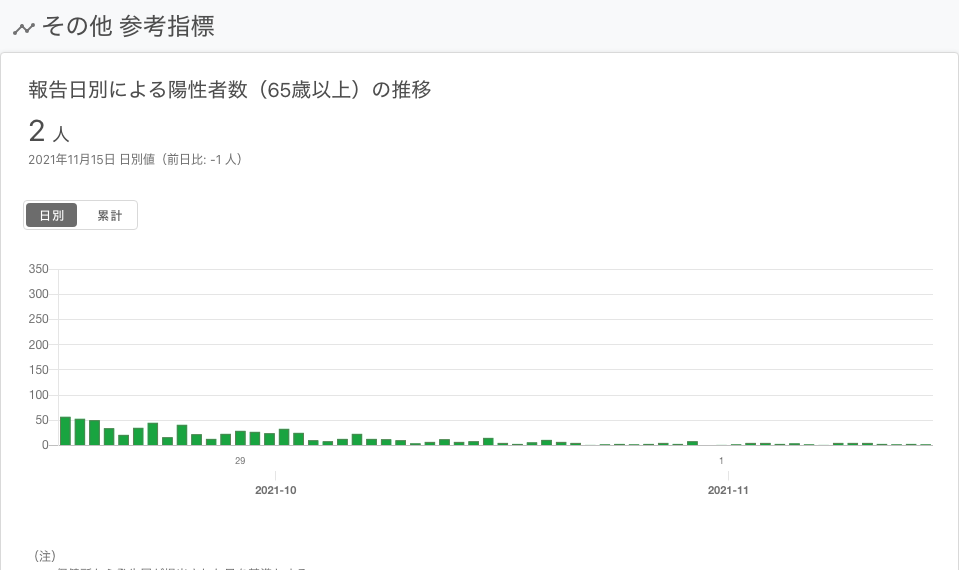 その他 参考指標
報告日別による陽性者数（65歳以上）の推移
2 人
2021年11月15日 日別値（前日比: -1 人）
日別 累計
350
300
250
200
150
100
50
0
29 1
2021-10 2021-11
（注）